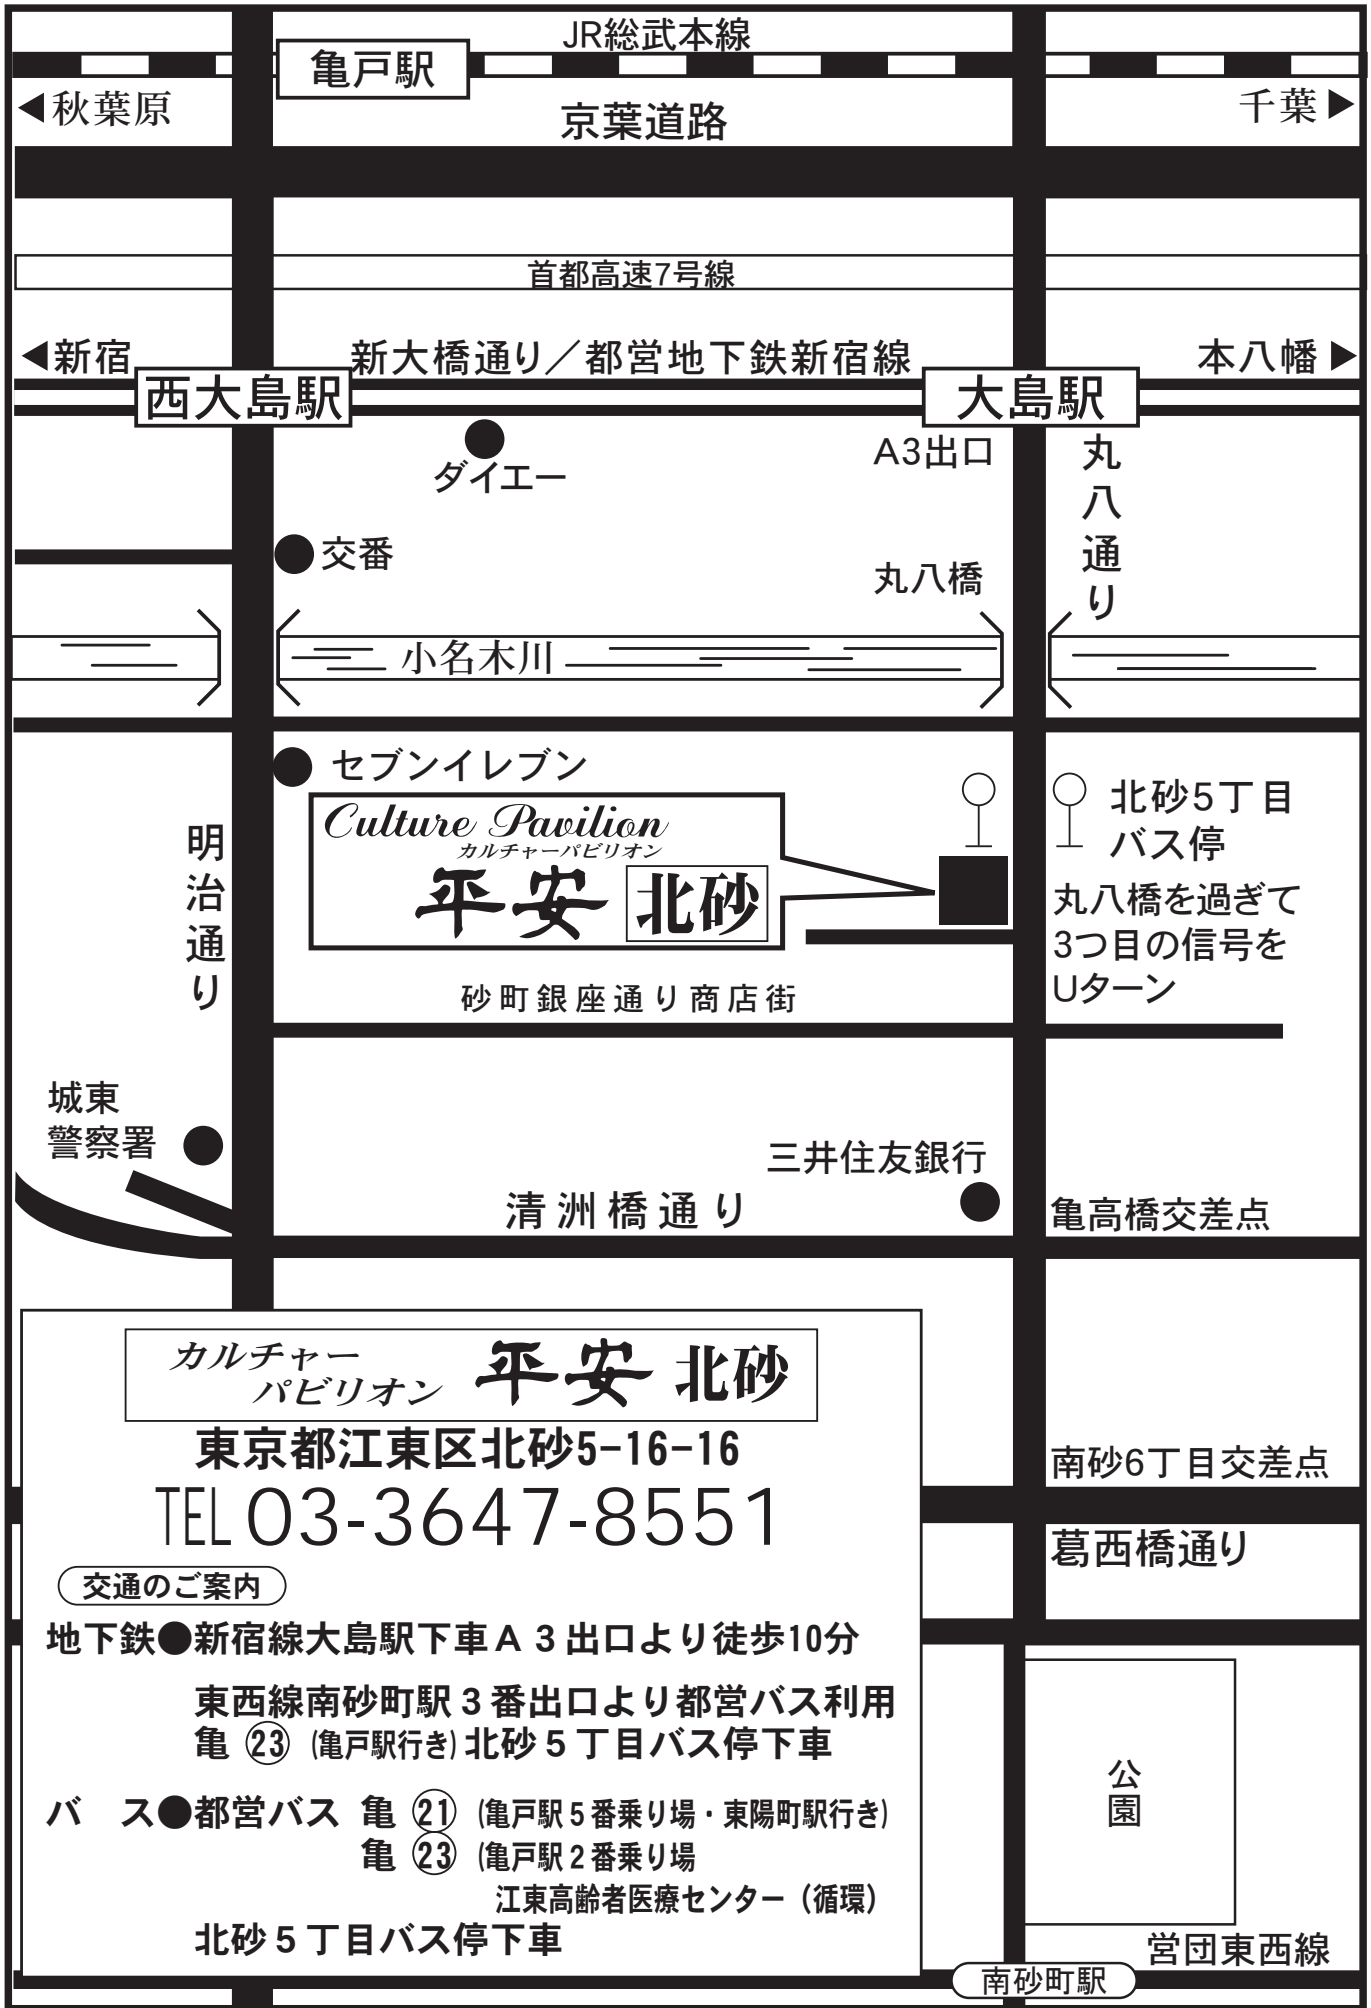 JR総武本線
亀戸駅
◀秋葉原
千葉▶
京葉道路
首都高速7号線
◀新宿
新大橋通り／都営地下鉄新宿線
本八幡▶
西大島駅
大島駅
ダイエー
A3出口
丸八通り
交番
丸八橋
小名木川
セブンイレブン
Culture Pavilion
カルチャーパビリオン
平安 北砂
北砂5丁目
バス停
丸八橋を過ぎて
3つ目の信号を
Uターン
明治通り
砂町銀座通り商店街
城東
警察署
三井住友銀行
清洲橋通り
亀高橋交差点
カルチャー
パビリオン
平安 北砂
東京都江東区北砂5-16-16
TEL 03-3647-8551
交通のご案内
地下鉄●新宿線大島駅下車A3出口より徒歩10分
東西線南砂町駅3番出口より都営バス利用
亀㉓(亀戸駅行き)北砂5丁目バス停下車
バス●都営バス 亀㉑(亀戸駅5番乗り場・東陽町駅行き)
亀㉓(亀戸駅2番乗り場
江東高齢者医療センター（循環）
北砂5丁目バス停下車
南砂6丁目交差点
葛西橋通り
公園
営団東西線
南砂町駅